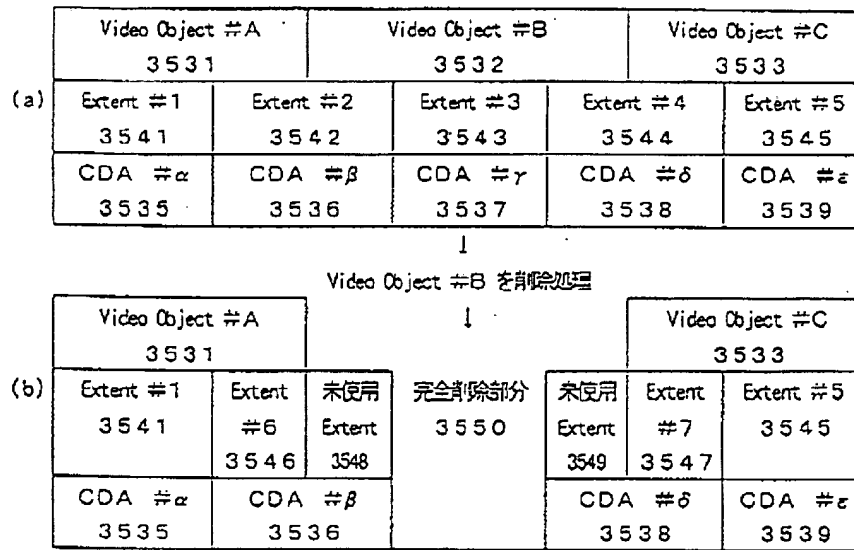 Video Object #A Video Object #B Video Object #C
3531 3532 3533
(a) Extent #1 Extent #2 Extent #3 Extent #4 Extent #5
3541 3542 3543 3544 3545
CDA #α CDA #β CDA #γ CDA #δ CDA #ε
3535 3536 3537 3538 3539
↓
Video Object #B を削除処理
↓
Video Object #A Video Object #C
3531 3533
(b) Extent #1 Extent 未使用 完全削除部分 未使用 Extent Extent #5
3541 #6 Extent 3550 Extent #7 3545
3546 3548 3549 3547
CDA #α CDA #β CDA #δ CDA #ε
3535 3536 3538 3539